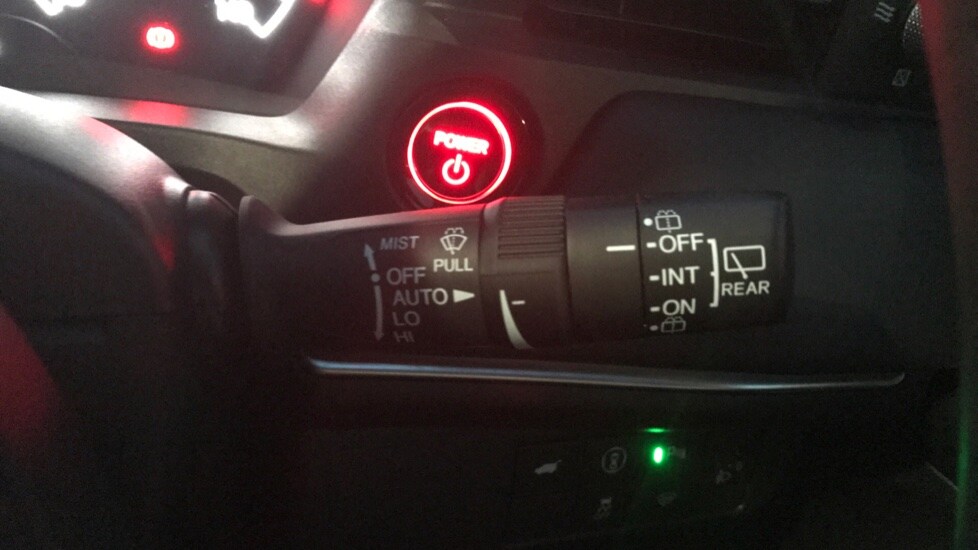 POWER
MIST
PULL
OFF
AUTO
LO
HI
OFF
INT
ON
REAR